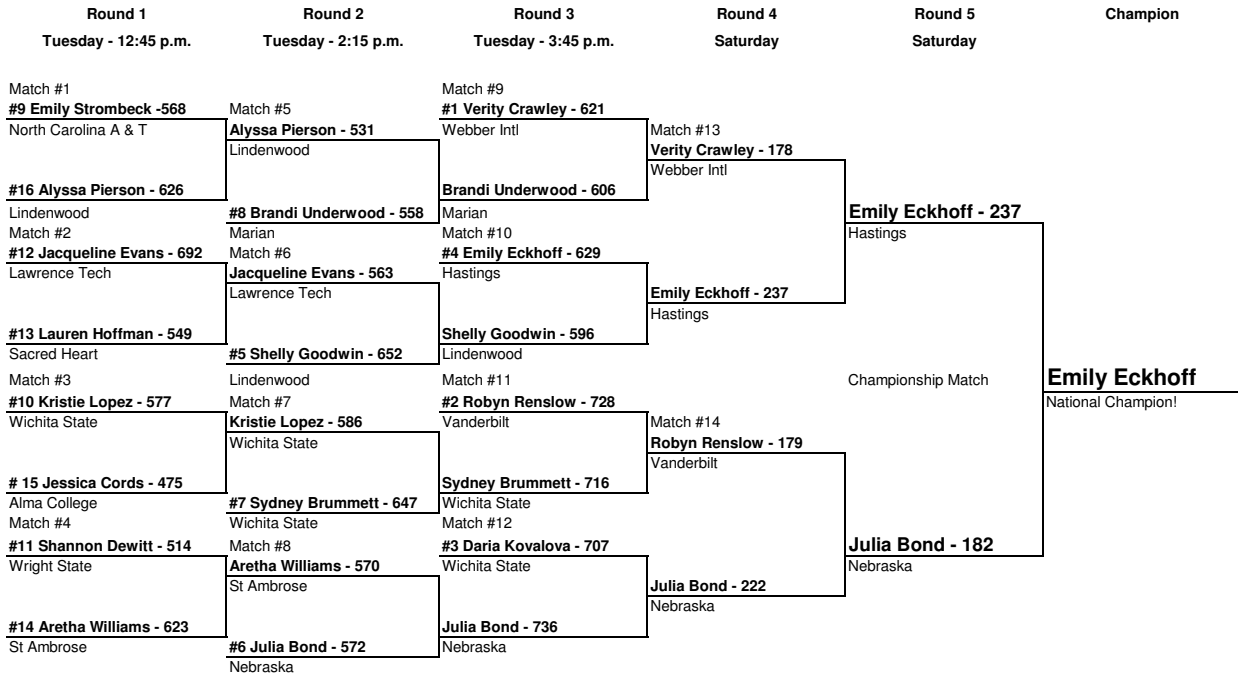 Round 1 Round 2 Round 3 Round 4 Round 5 Champion
Tuesday - 12:45 p.m. Tuesday - 2:15 p.m. Tuesday - 3:45 p.m. Saturday Saturday
Match #1 Match #9
#9 Emily Strombeck -568 Match #5 #1 Verity Crawley - 621
North Carolina A & T Alyssa Pierson - 531 Webber Intl Match #13
Lindenwood Verity Crawley - 178
Webber Intl
#16 Alyssa Pierson - 626 Brandi Underwood - 606
Lindenwood #8 Brandi Underwood - 558 Marian Emily Eckhoff - 237
Match #2 Marian Match #10 Hastings
#12 Jacqueline Evans - 692 Match #6 #4 Emily Eckhoff - 629
Lawrence Tech Jacqueline Evans - 563 Hastings
Lawrence Tech Emily Eckhoff - 237
Hastings
#13 Lauren Hoffman - 549 Shelly Goodwin - 596
Sacred Heart #5 Shelly Goodwin - 652 Lindenwood
Match #3 Lindenwood Match #11 Championship Match Emily Eckhoff
#10 Kristie Lopez - 577 Match #7 #2 Robyn Renslow - 728 National Champion!
Wichita State Kristie Lopez - 586 Vanderbilt Match #14
Wichita State Robyn Renslow - 179
Vanderbilt
# 15 Jessica Cords - 475 Sydney Brummett - 716
Alma College #7 Sydney Brummett - 647 Wichita State
Match #4 Wichita State Match #12
#11 Shannon Dewitt - 514 Match #8 #3 Daria Kovalova - 707 Julia Bond - 182
Wright State Aretha Williams - 570 Wichita State Nebraska
St Ambrose Julia Bond - 222
Nebraska
#14 Aretha Williams - 623 Julia Bond - 736
St Ambrose #6 Julia Bond - 572 Nebraska
Nebraska